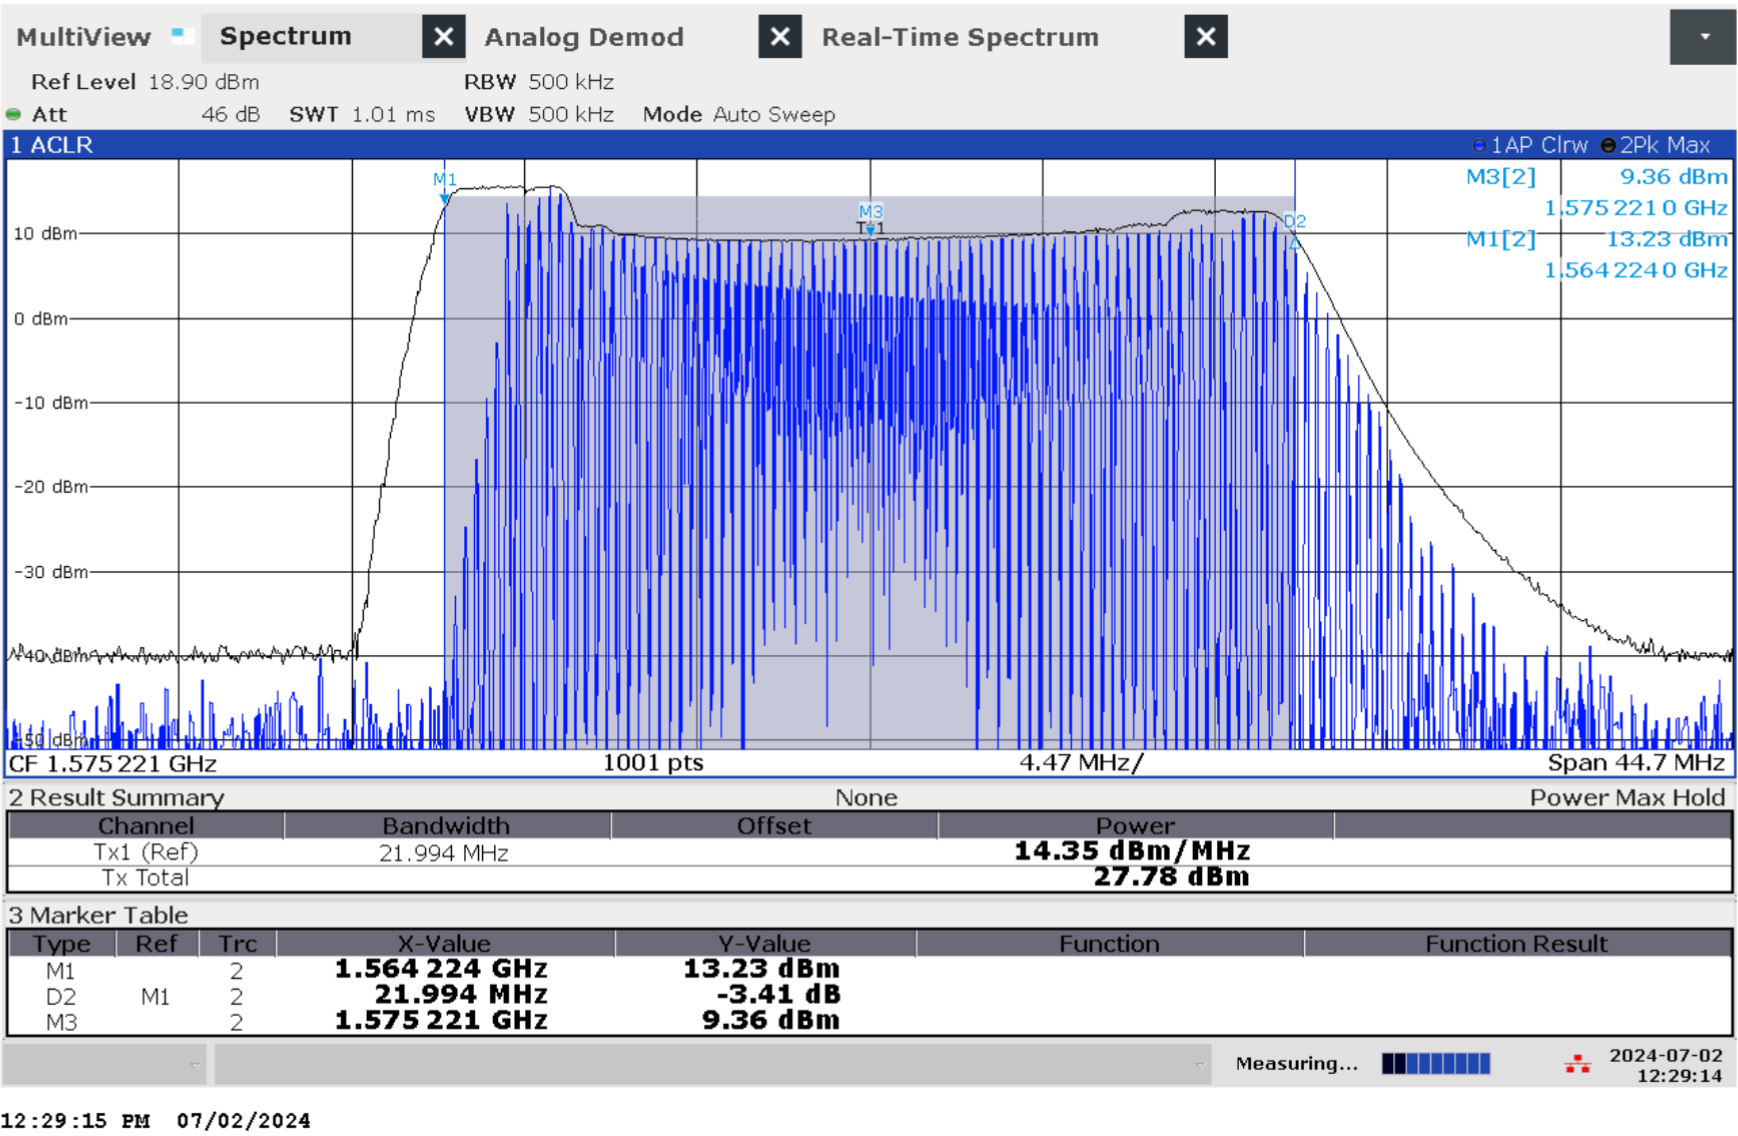 MultiView Spectrum X Analog Demod X Real-Time Spectrum X
Ref Level 18.90 dBm RBW 500 kHz
Att 46 dB SWT 1.01 ms VBW 500 kHz Mode Auto Sweep
1 ACLR 1AP Clrw 2Pk Max
M3[2] 9.36 dBm
1.575 221 0 GHz
M1[2] 13.23 dBm
1.564 224 0 GHz
M1
M3
Tx1
D2
10 dBm
0 dBm
-10 dBm
-20 dBm
-30 dBm
-40 dBm
-50 dBm
CF 1.575 221 GHz 1001 pts 4.47 MHz/ Span 44.7 MHz
2 Result Summary None Power Max Hold
Channel Bandwidth Offset Power
Tx1 (Ref) 21.994 MHz 14.35 dBm/MHz
Tx Total 27.78 dBm
3 Marker Table
Type Ref Trc X-Value Y-Value Function Function Result
M1 2 1.564 224 GHz 13.23 dBm
D2 M1 2 21.994 MHz -3.41 dB
M3 2 1.575 221 GHz 9.36 dBm
Measuring... 2024-07-02
12:29:14
12:29:15 PM 07/02/2024